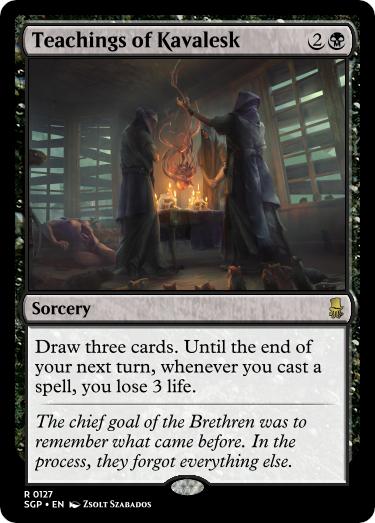 Teachings of Kavalesk 2
Sorcery
Draw three cards. Until the end of
your next turn, whenever you cast a
spell, you lose 3 life.
The chief goal of the Brethren was to
remember what came before. In the
process, they forgot everything else.
R 0127
SGP • EN Zsolt Szabados